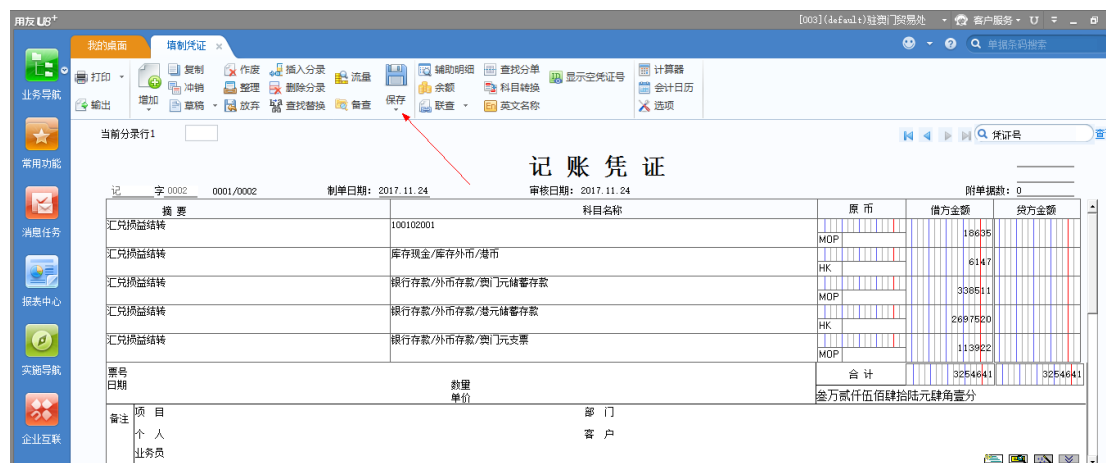 用友U8+ [003](default)驻澳门贸易处 客户服务
我的桌面 填制凭证 单据条码搜索
业务导航
打印 增加 复制 作废 插入分录 流量 保存 辅助明细 查找分单 显示空凭证号 计算器
冲销 整理 删除分录 余额 科目转换 会计日历
输出 草稿 放弃 查找替换 备查 联查 英文名称 选项
常用功能
消息任务
报表中心
实施导航
企业互联
当前分录行1 凭证号 查
记 账 凭 证
记 字 0002 0001/0002 制单日期: 2017.11.24 审核日期: 2017.11.24 附单据数: 0
摘 要 科目名称 原 币 借方金额 贷方金额
汇兑损益结转 100102001 MOP 18635
汇兑损益结转 库存现金/库存外币/港币 HK 6147
汇兑损益结转 银行存款/外币存款/澳门元储蓄存款 MOP 338511
汇兑损益结转 银行存款/外币存款/港元储蓄存款 HK 2697520
汇兑损益结转 银行存款/外币存款/澳门元支票 MOP 113922
票号
日期 数量 合 计 3254641 3254641
单价 叁万贰仟伍佰肆拾陆元肆角壹分
备注 项 目 部 门
个 人 客 户
业务员